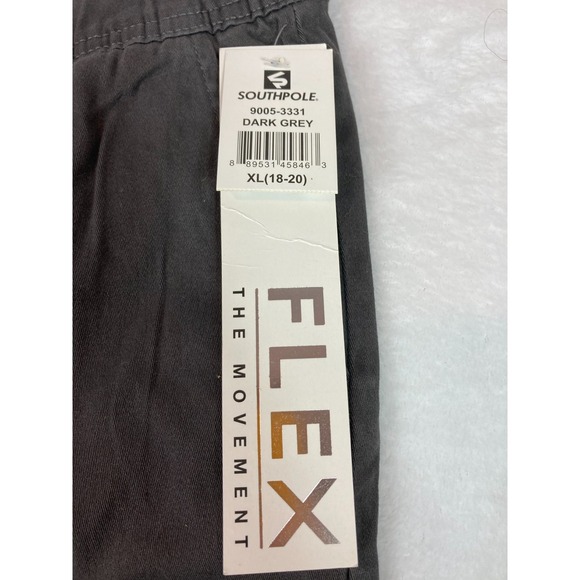 SOUTHPOLE.
9005-3331
DARK GREY
8 89531 45846 3
XL(18-20)
FLEX
THE MOVEMENT